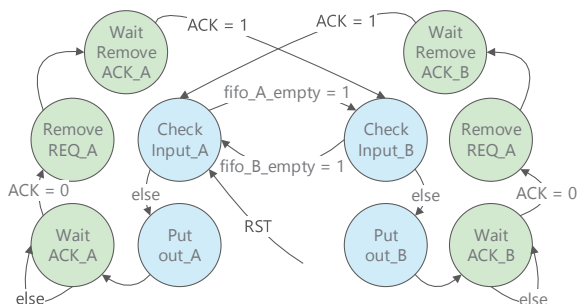 Wait
Remove
ACK_A
ACK = 1
ACK = 1
Wait
Remove
ACK_B
fifo_A_empty = 1
Remove
REQ_A
Check
Input_A
Check
Input_B
Remove
REQ_A
fifo_B_empty = 1
ACK = 0
else
else
ACK = 0
Wait
ACK_A
Put
out_A
RST
Put
out_B
Wait
ACK_B
else
else